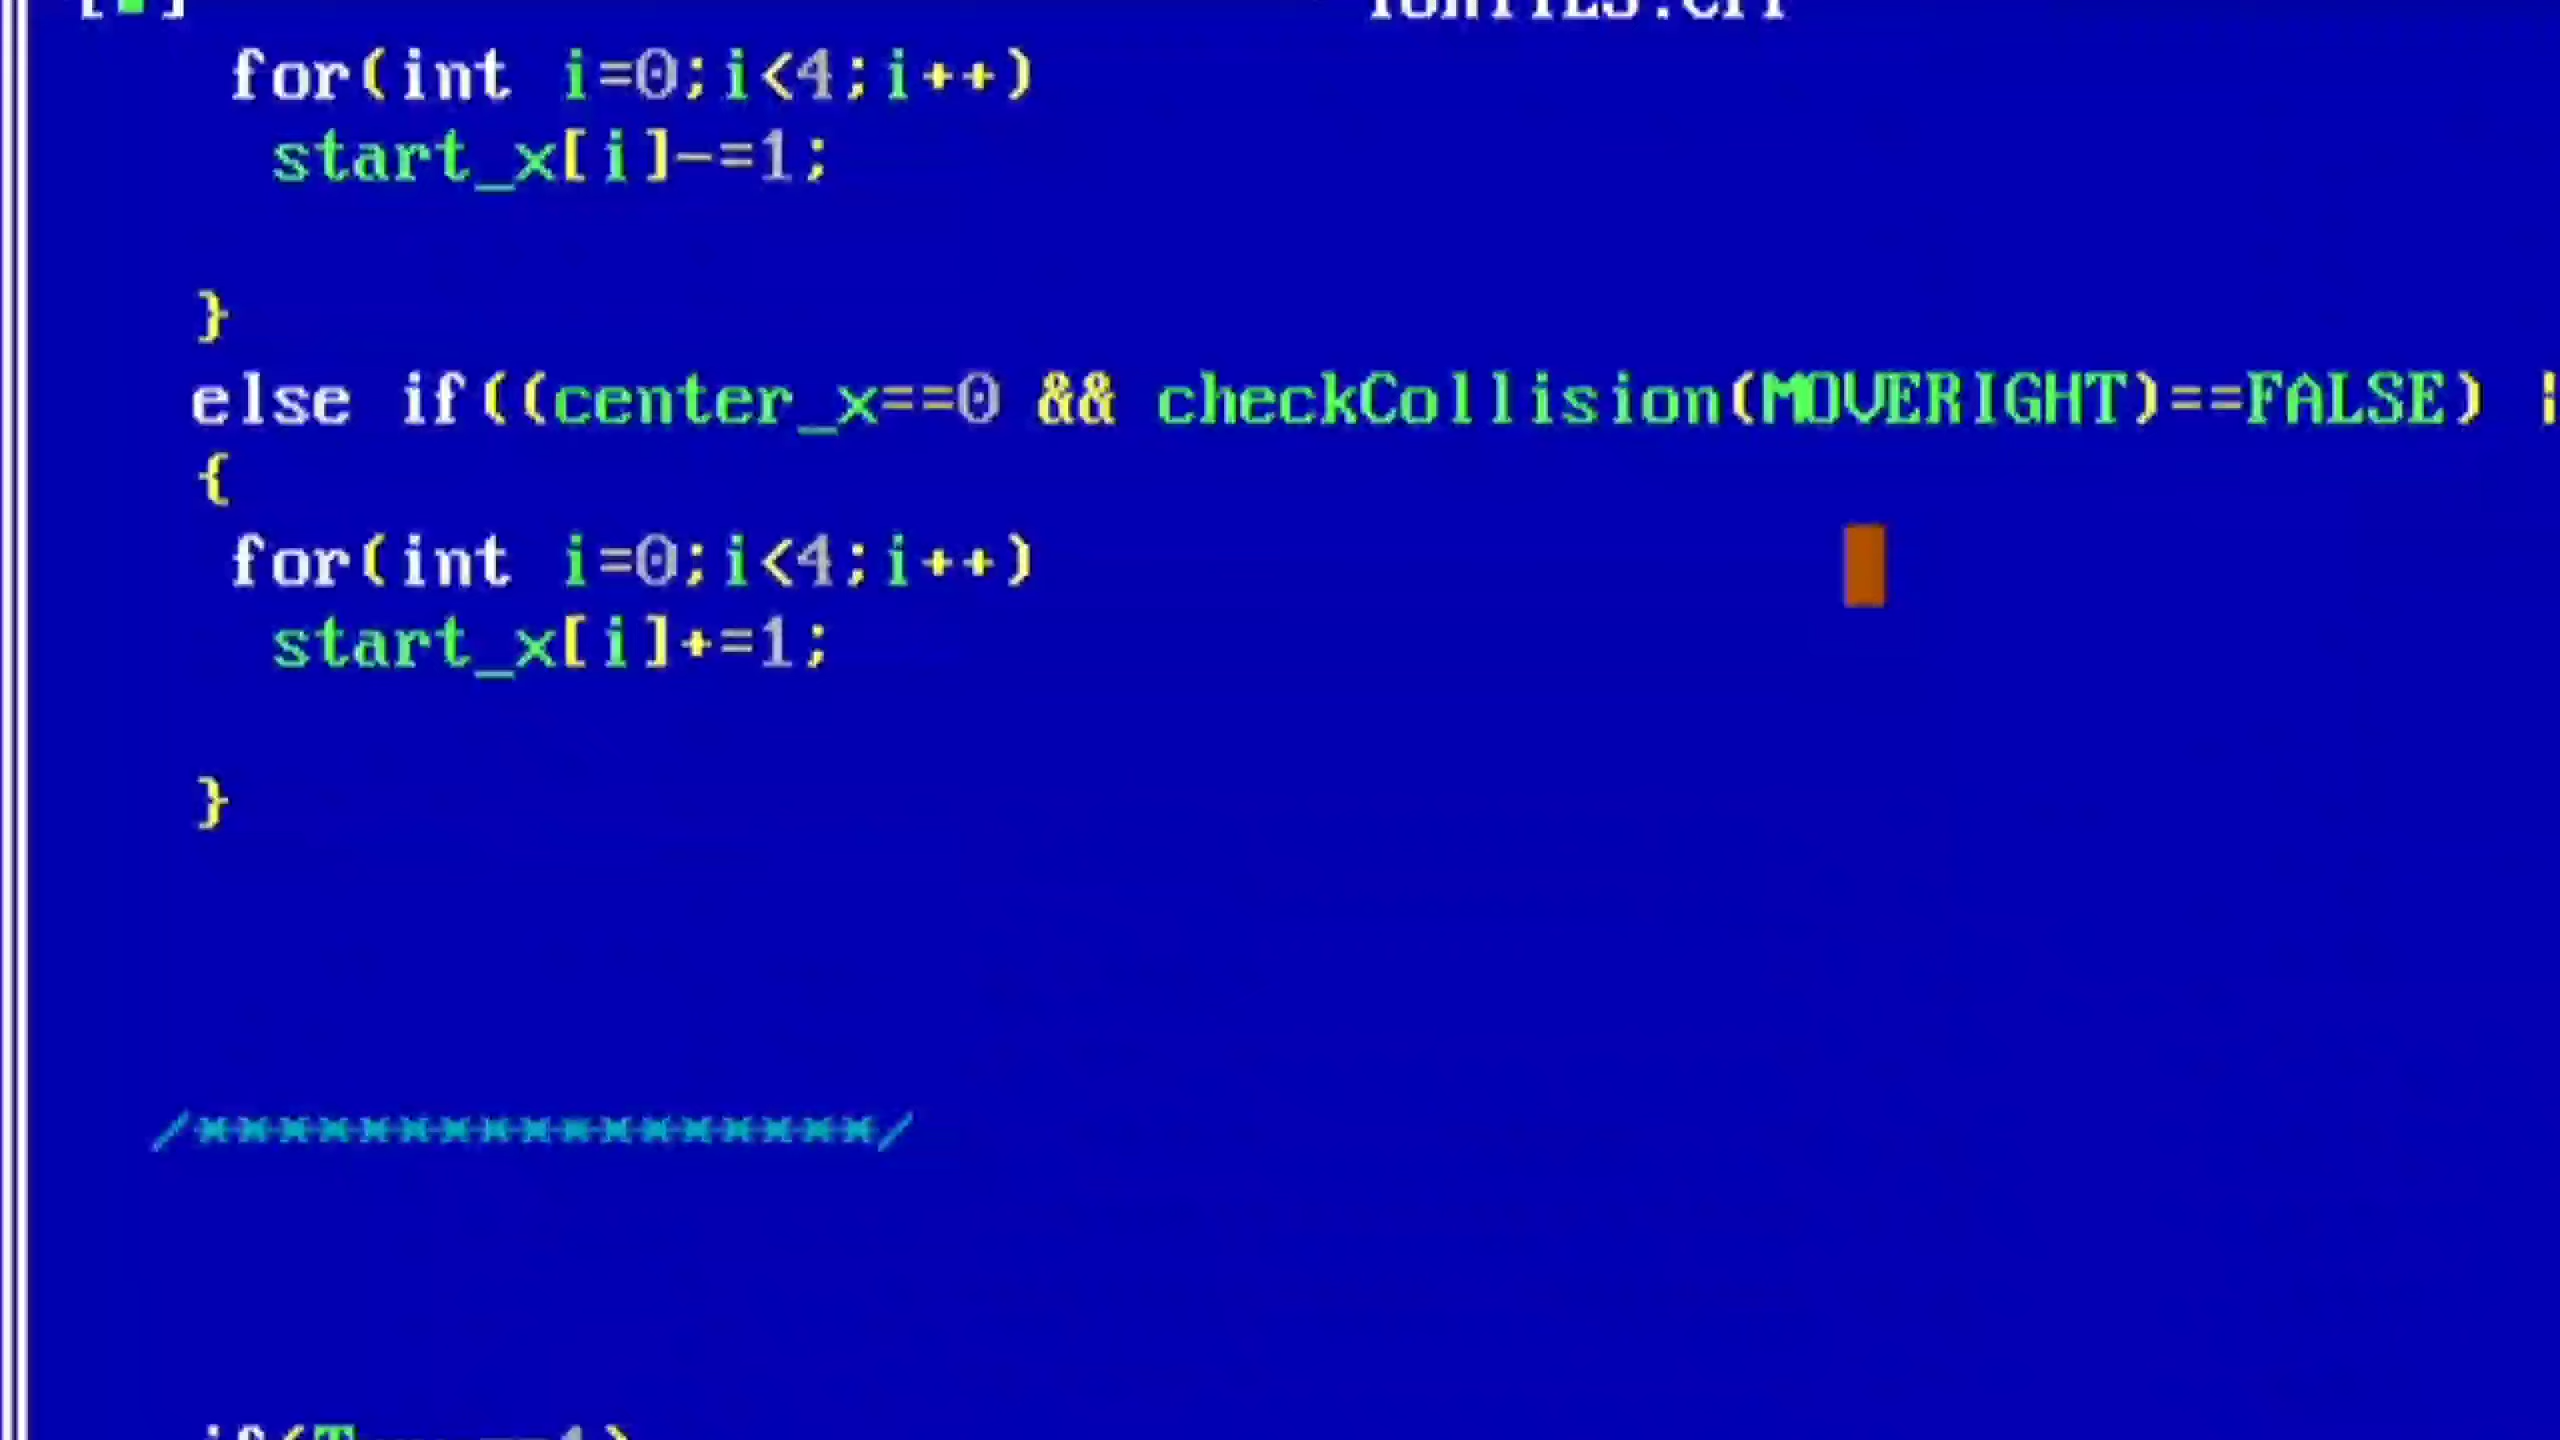 for(int i=0;i<4;i++)
start_x[i]-=1;
}
else if((center_x==0 && checkCollision(MOVERIGHT)==FALSE) |
{
for(int i=0;i<4;i++)
start_x[i]+=1;
}
/*****************/